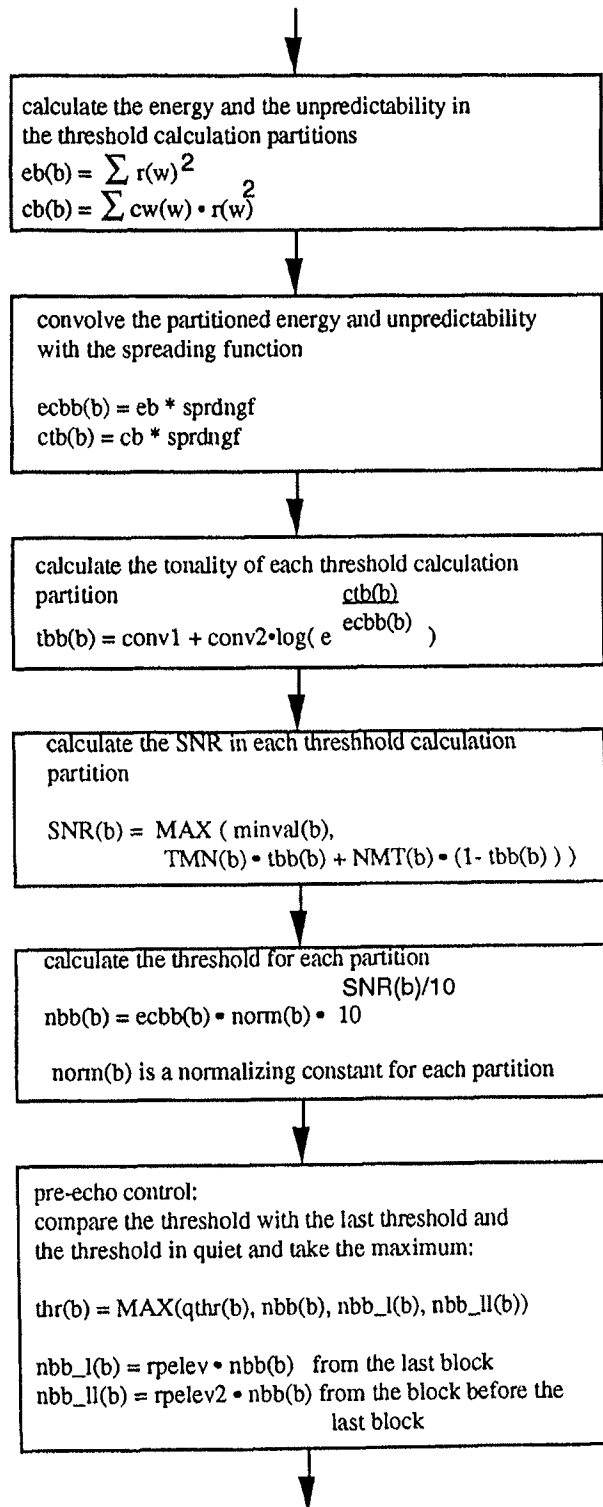 calculate the energy and the unpredictability in
the threshold calculation partitions
eb(b) = ∑ r(w)²
cb(b) = ∑ cw(w) • r(w)²
convolve the partitioned energy and unpredictability
with the spreading function
ecbb(b) = eb * sprdngf
ctb(b) = cb * sprdngf
calculate the tonality of each threshold calculation
partition
ctb(b)
ecbb(b)
tbb(b) = conv1 + conv2•log( e )
calculate the SNR in each threshhold calculation
partition
SNR(b) = MAX ( minval(b),
TMN(b) • tbb(b) + NMT(b) • (1- tbb(b) ) )
calculate the threshold for each partition
SNR(b)/10
nbb(b) = ecbb(b) • norm(b) • 10
norm(b) is a normalizing constant for each partition
pre-echo control:
compare the threshold with the last threshold and
the threshold in quiet and take the maximum:
thr(b) = MAX(qthr(b), nbb(b), nbb_l(b), nbb_ll(b))
nbb_l(b) = rpelev • nbb(b) from the last block
nbb_ll(b) = rpelev2 • nbb(b) from the block before the
last block